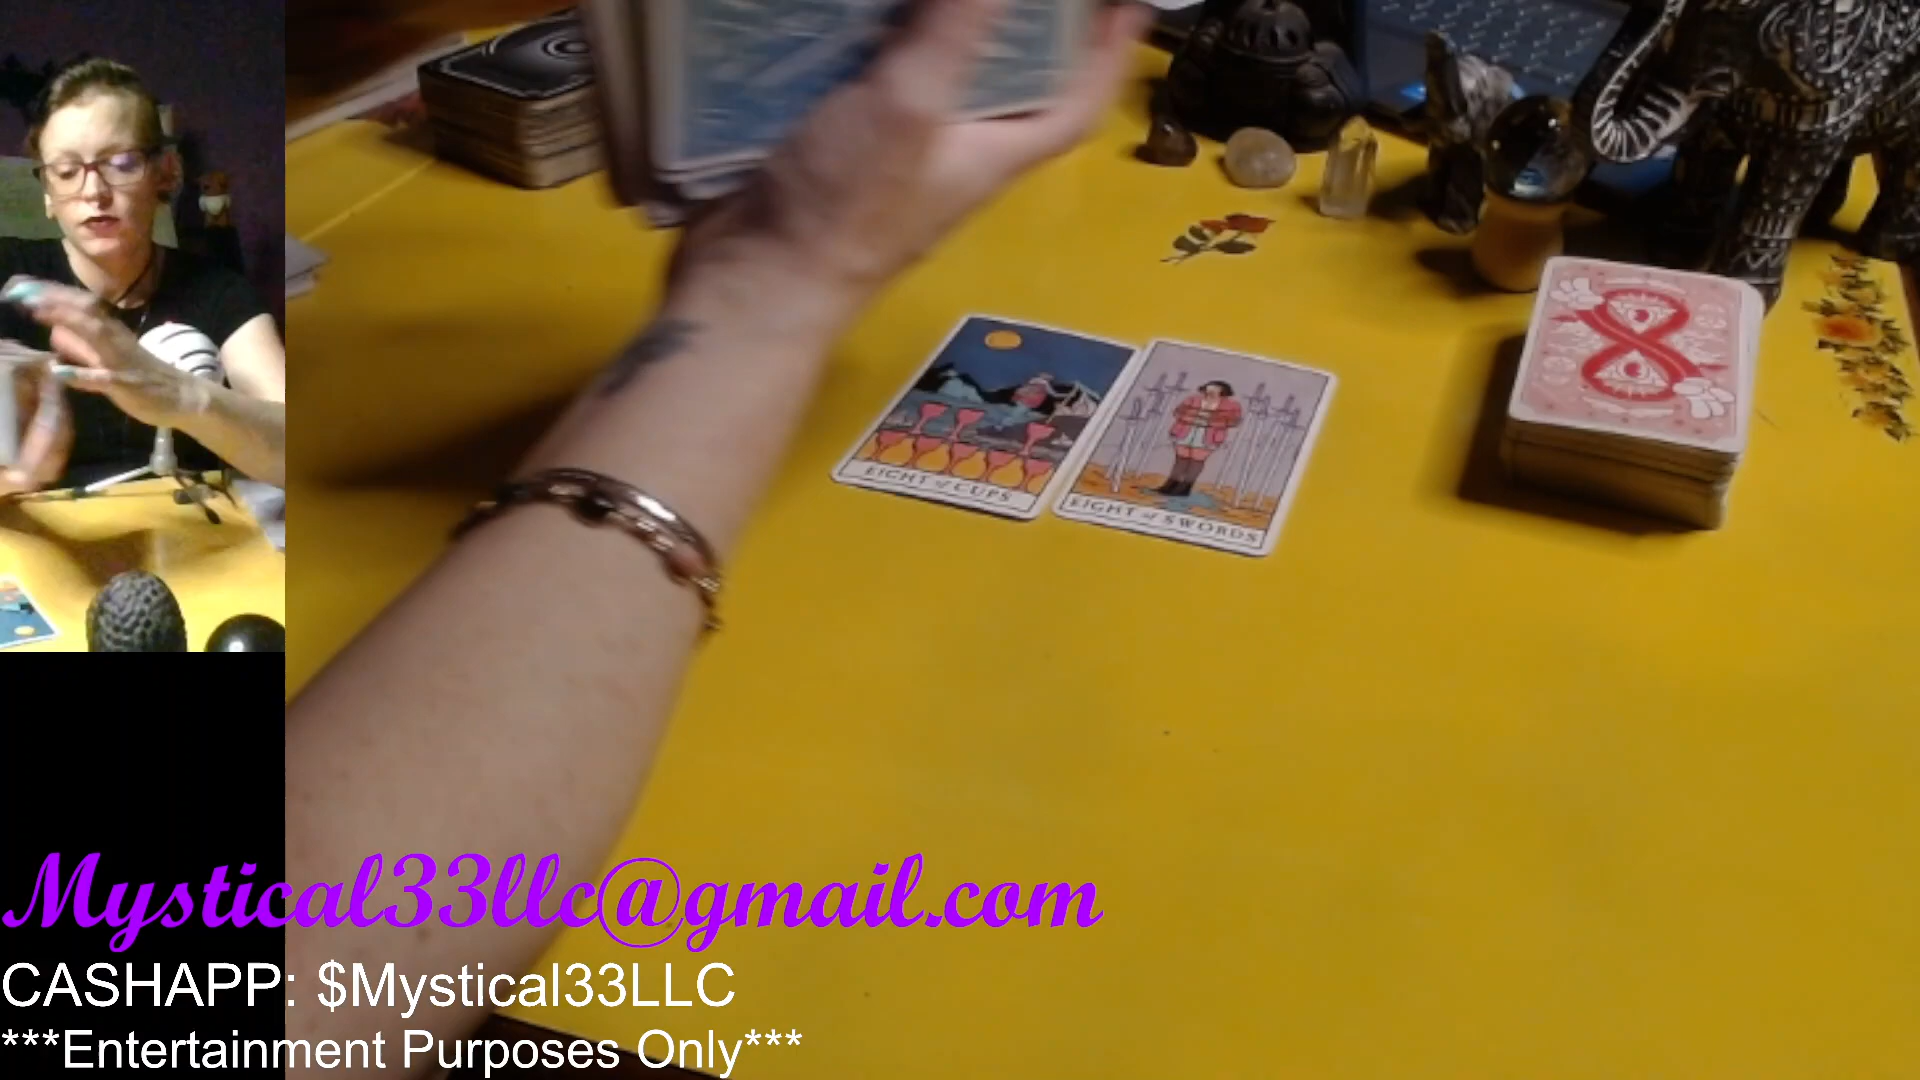 EIGHT of CUPS
EIGHT of SWORDS
Mystical33llc@gmail.com
CASHAPP: $Mystical33LLC
***Entertainment Purposes Only***